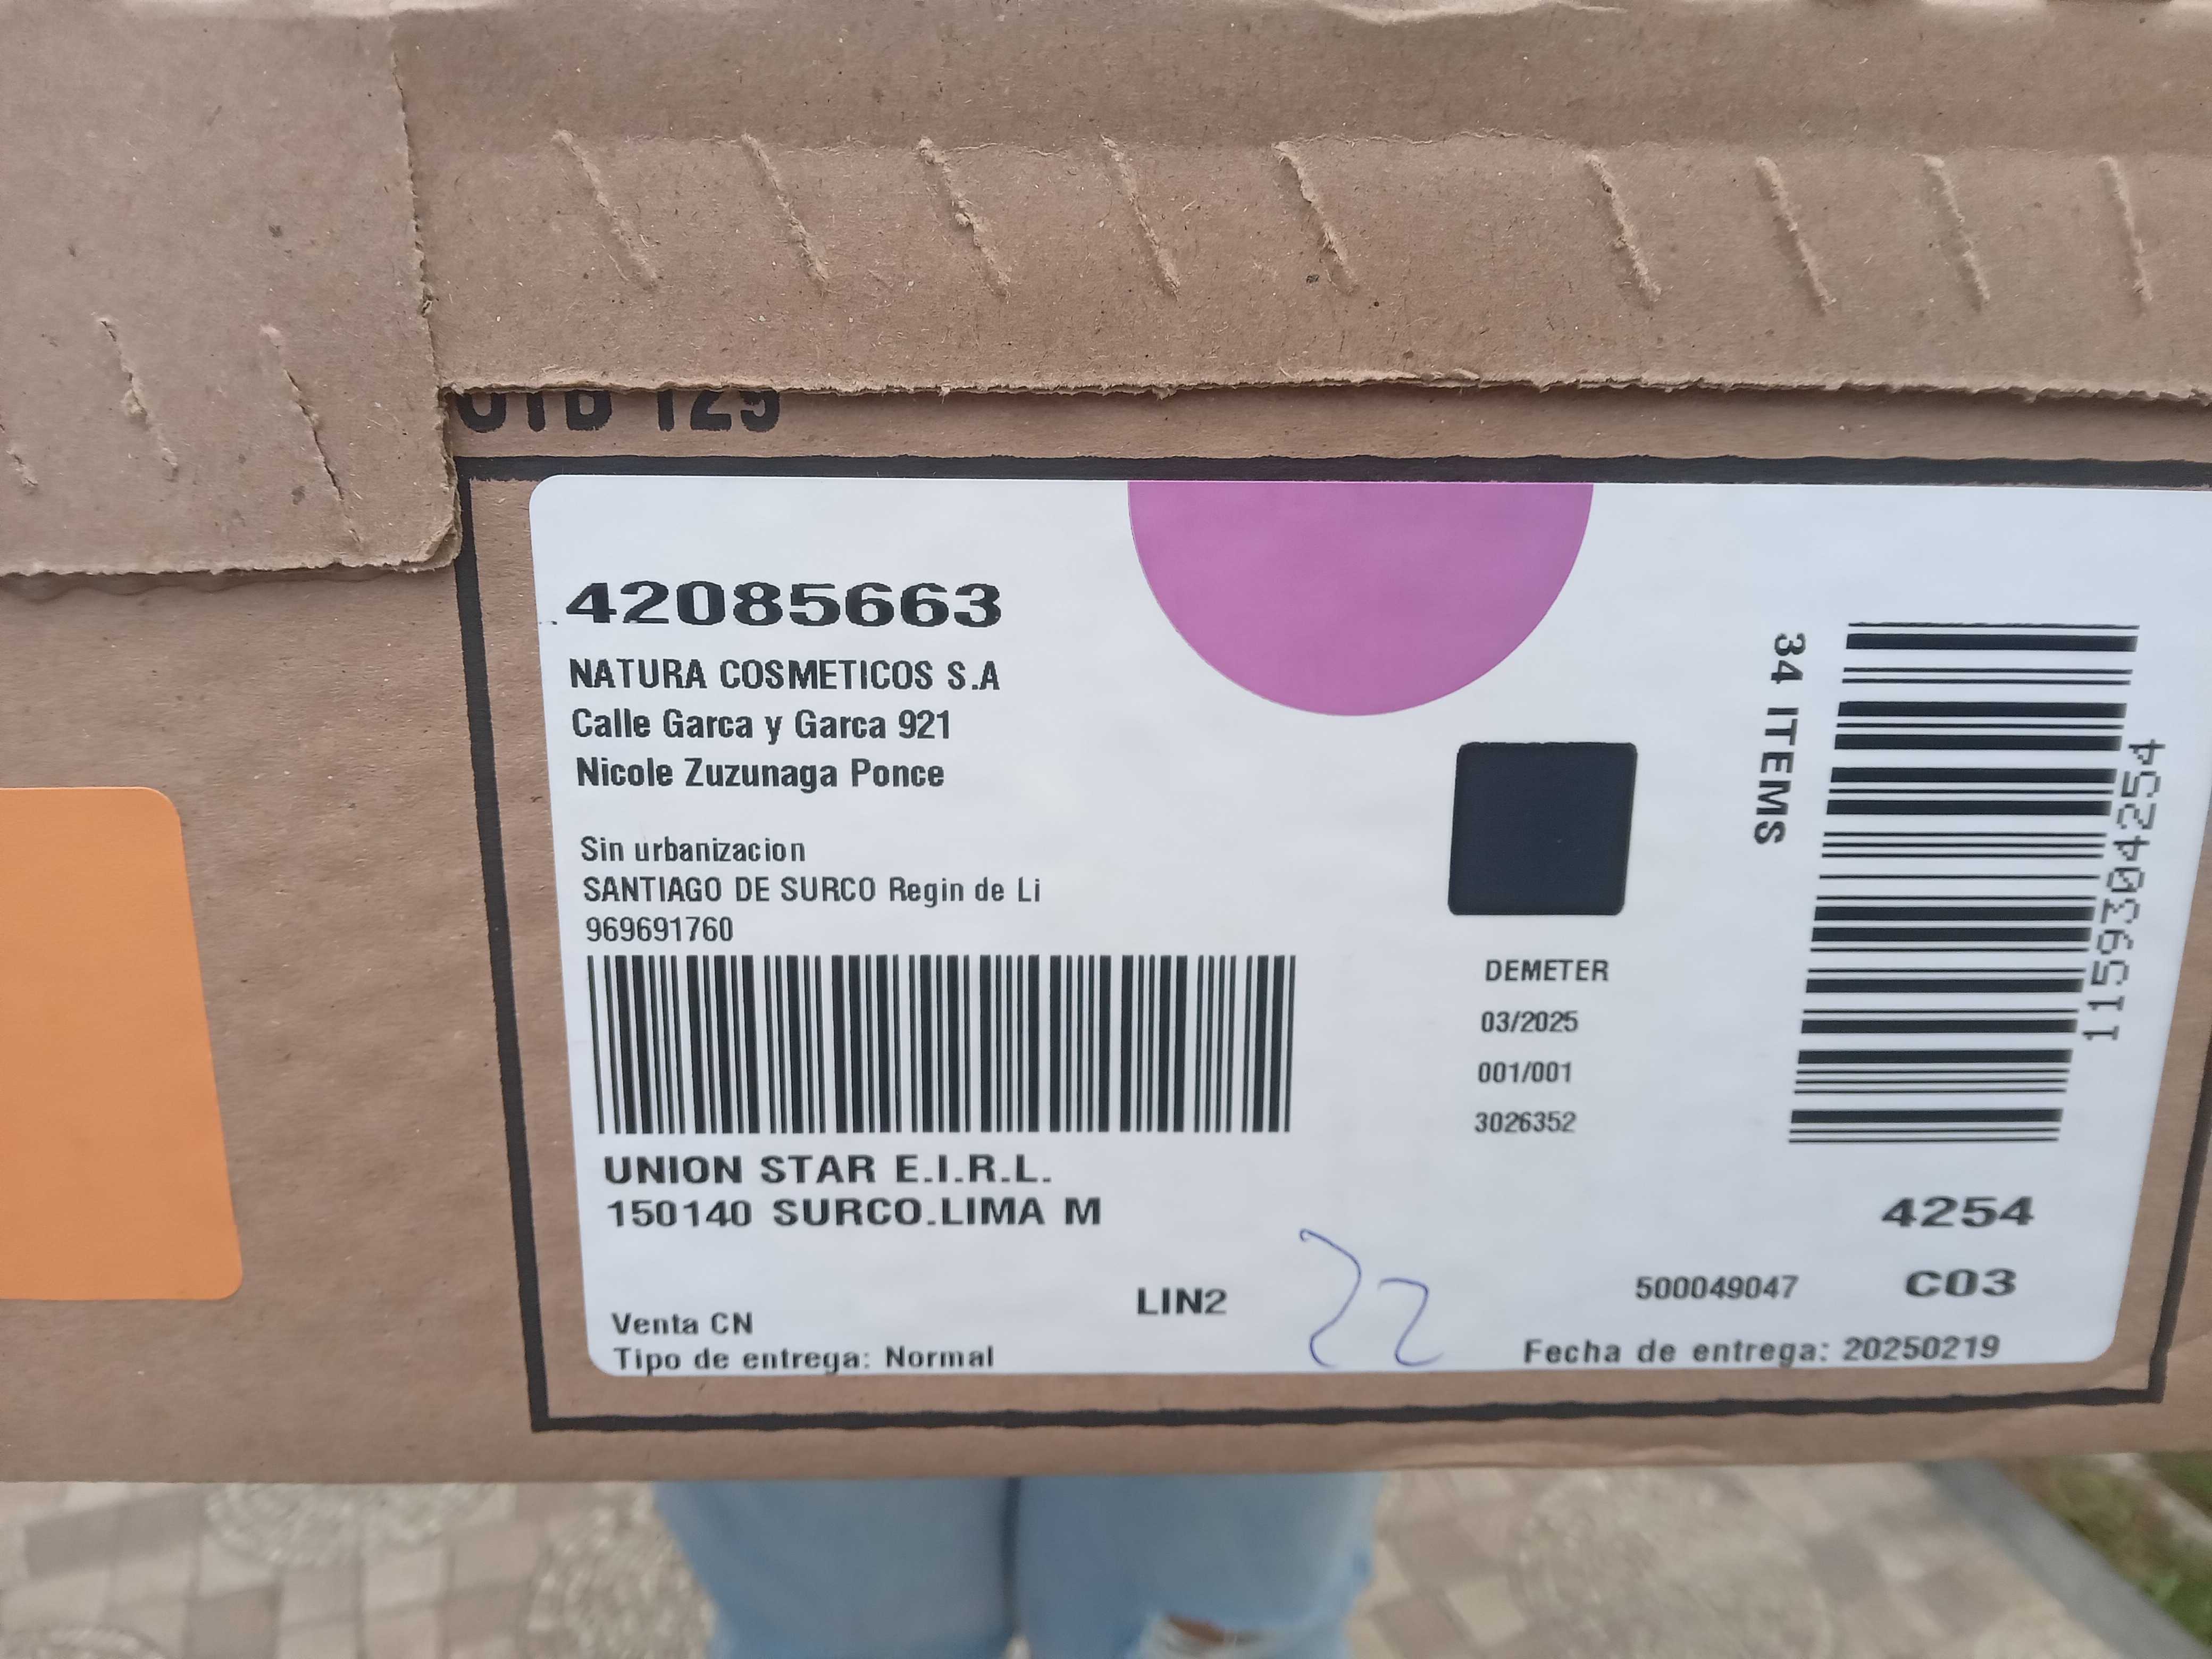 42085663
NATURA COSMETICOS S.A
Calle Garca y Garca 921
Nicole Zuzunaga Ponce
Sin urbanizacion
SANTIAGO DE SURCO Regin de Li
969691760
UNION STAR E.I.R.L.
150140 SURCO.LIMA M
Venta CN
Tipo de entrega: Normal
LIN2
22
DEMETER
03/2025
001/001
3026352
34 ITEMS
1159304254
4254
500049047 C03
Fecha de entrega: 20250219